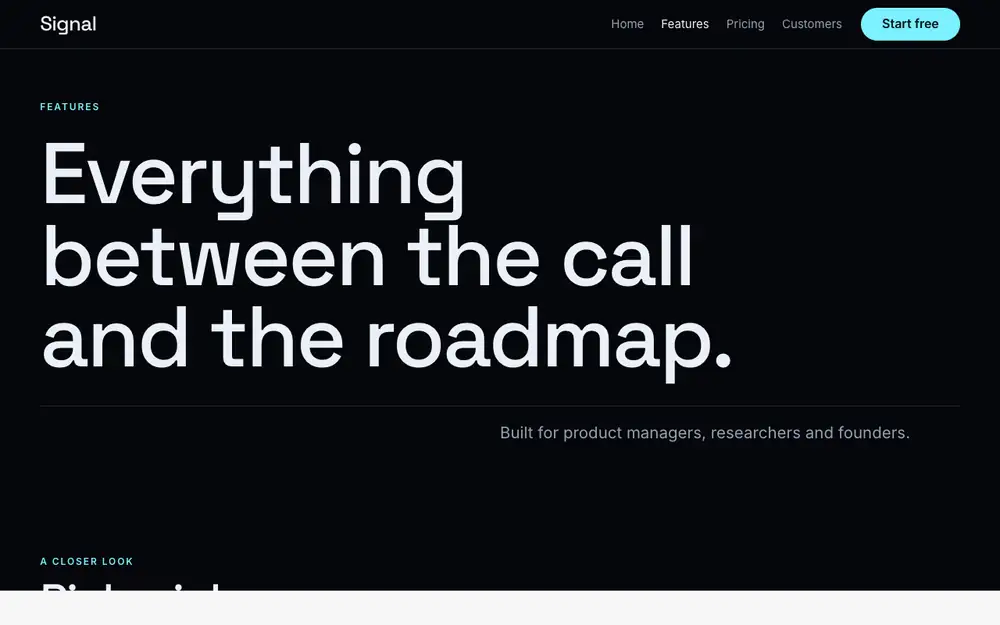 Signal
Home Features Pricing Customers Start free
FEATURES
Everything
between the call
and the roadmap.
Built for product managers, researchers and founders.
A CLOSER LOOK